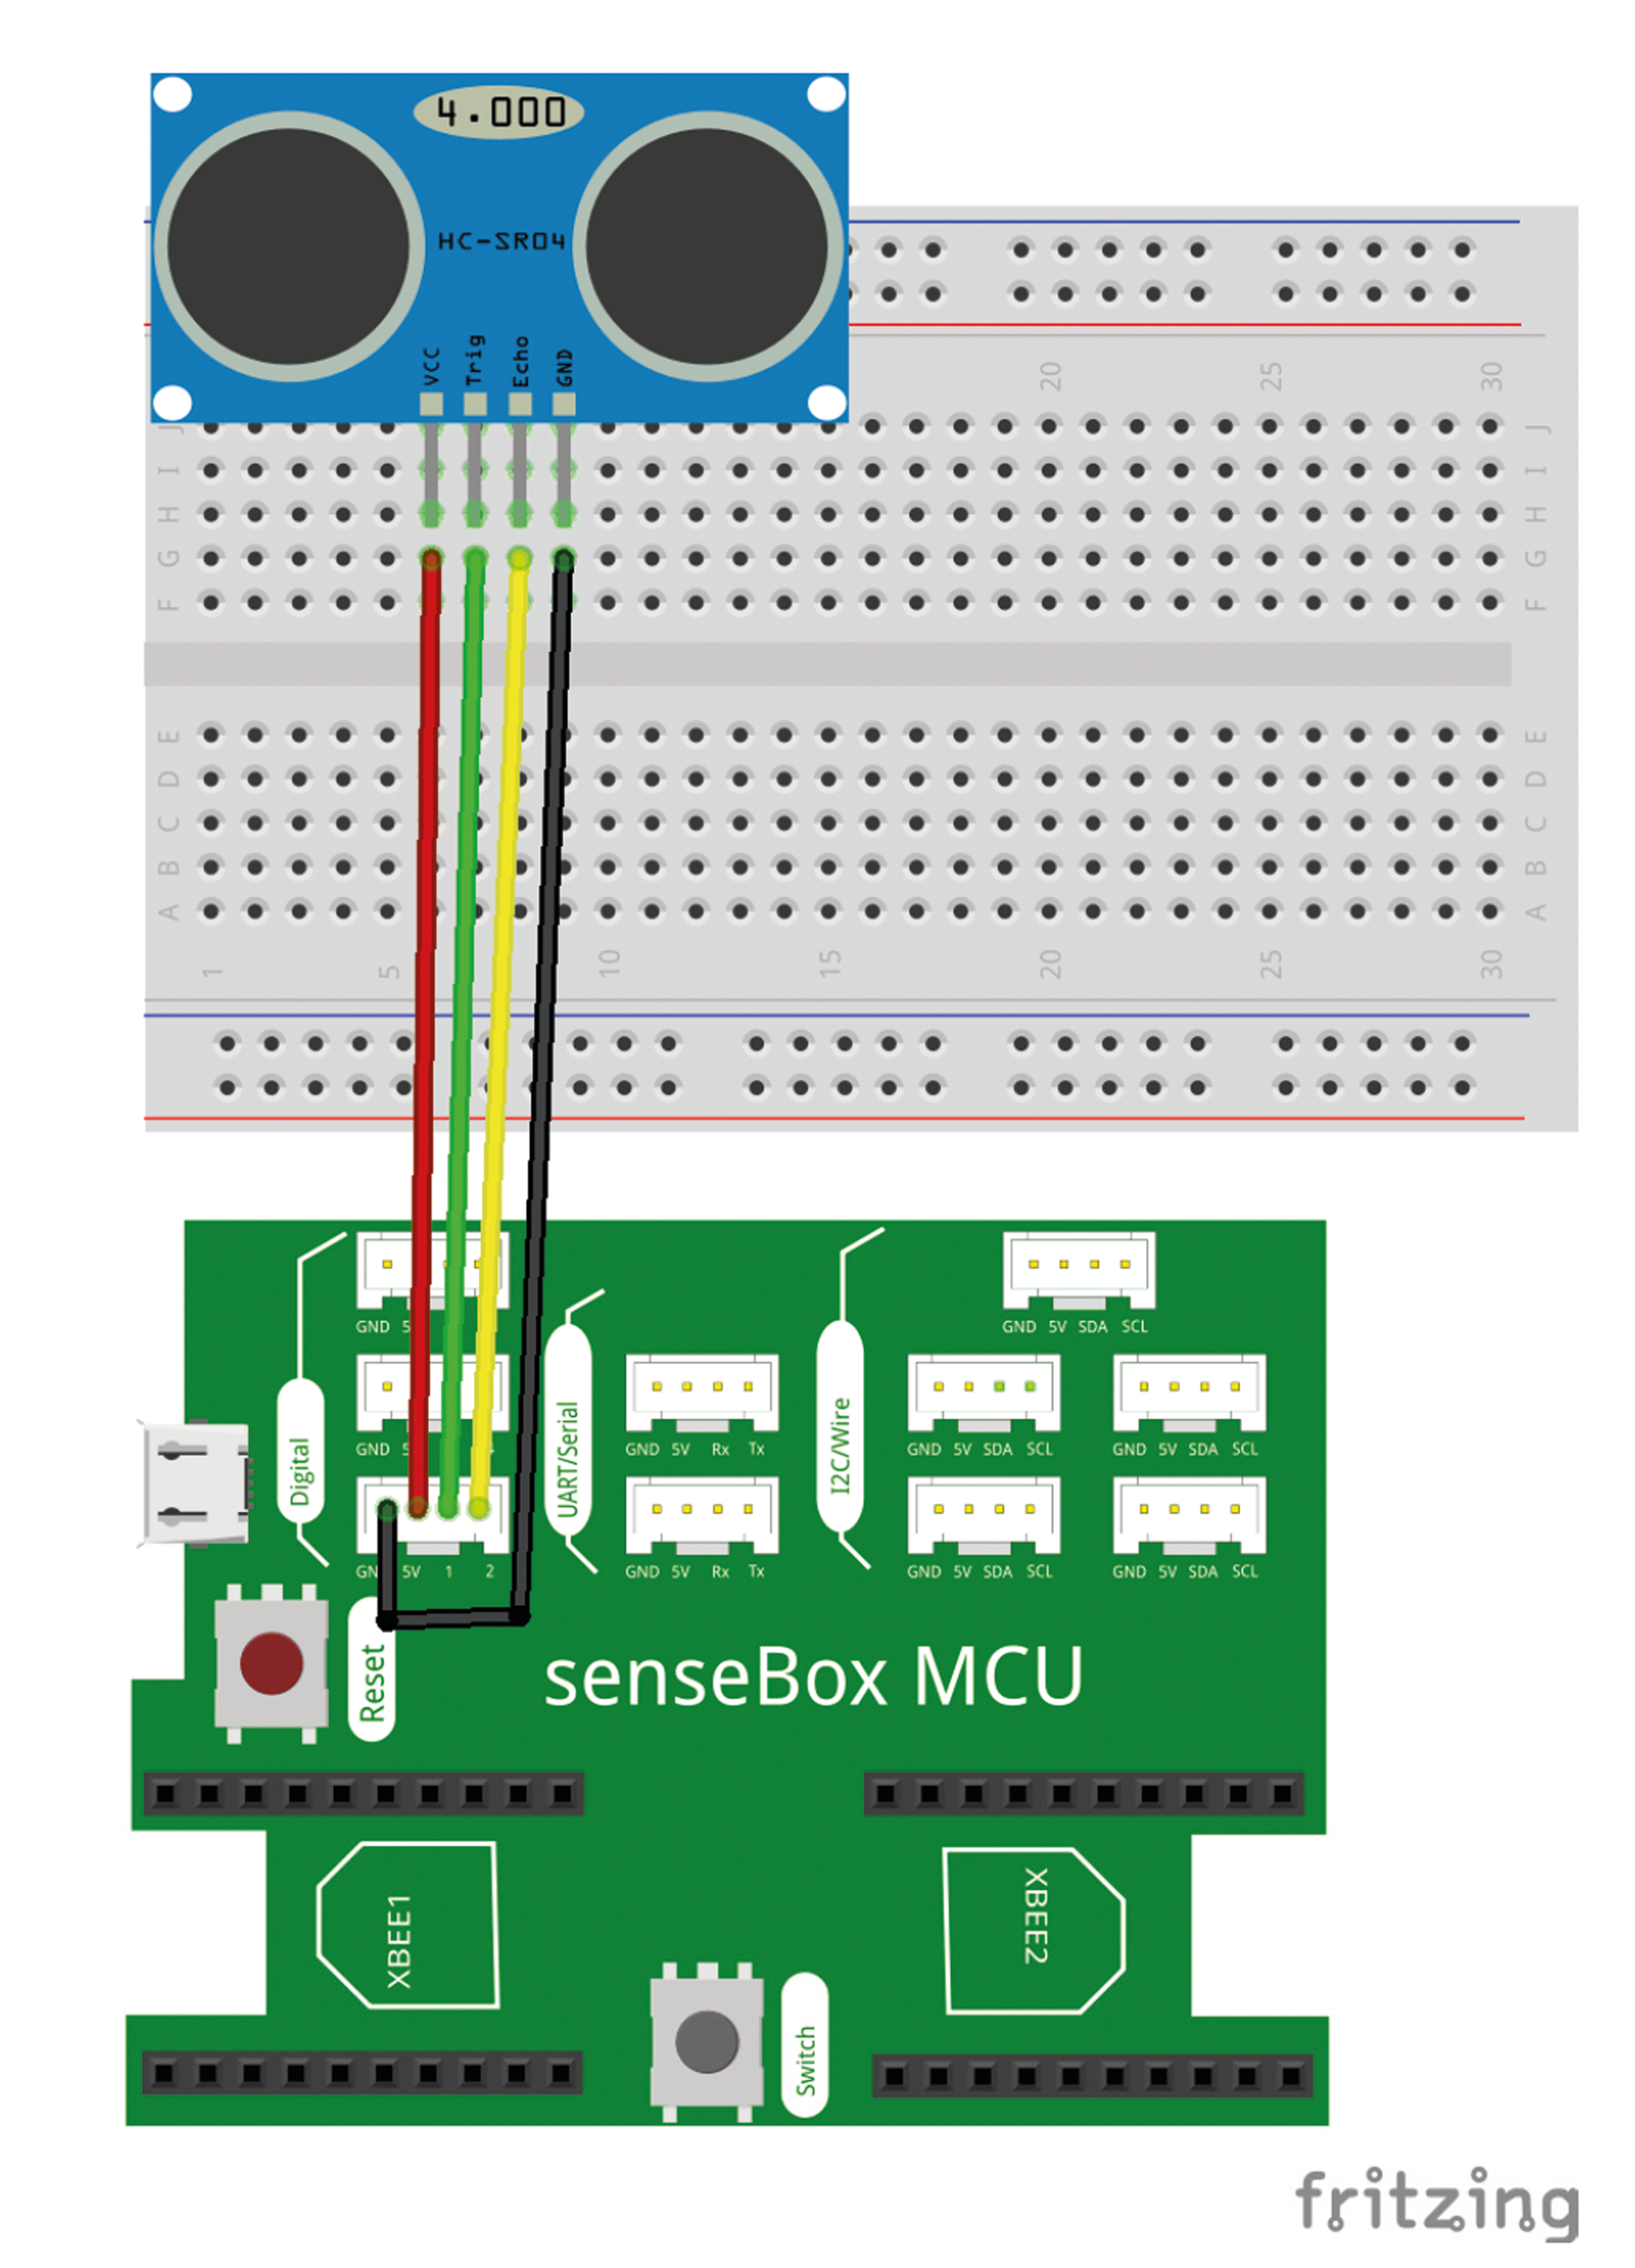 4.000
HC-SR04
VCC Trig Echo GND
20 25 30
J J
I I
H H
G G
F F
E E
D D
C C
B B
A A
1 5 10 15 20 25 30
GND 5
GND 5V SDA SCL
Digital
UART/Serial
I2C/Wire
GND 5
GND 5V Rx Tx
GND 5V SDA SCL
GND 5V SDA SCL
GN 5V 1 2
GND 5V Rx Tx
GND 5V SDA SCL
GND 5V SDA SCL
Reset
senseBox MCU
XBEE1
XBEE2
Switch
fritzing